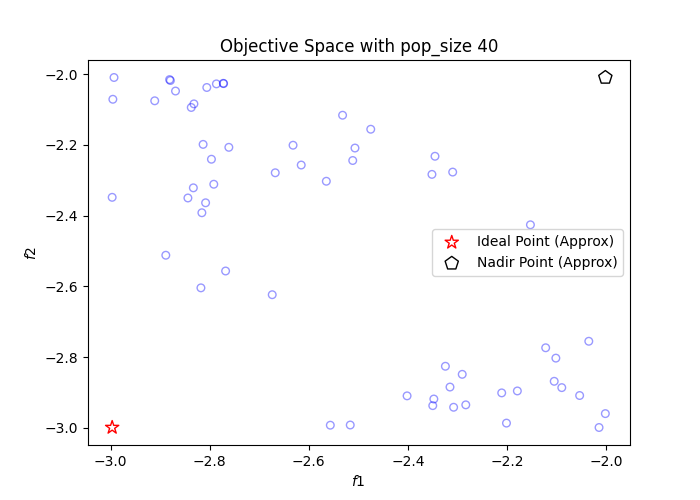 Objective Space with pop_size 40
−2.0
−2.2
−2.4
−2.6
−2.8
−3.0
f2
Ideal Point (Approx)
Nadir Point (Approx)
−3.0 −2.8 −2.6 −2.4 −2.2 −2.0
f1